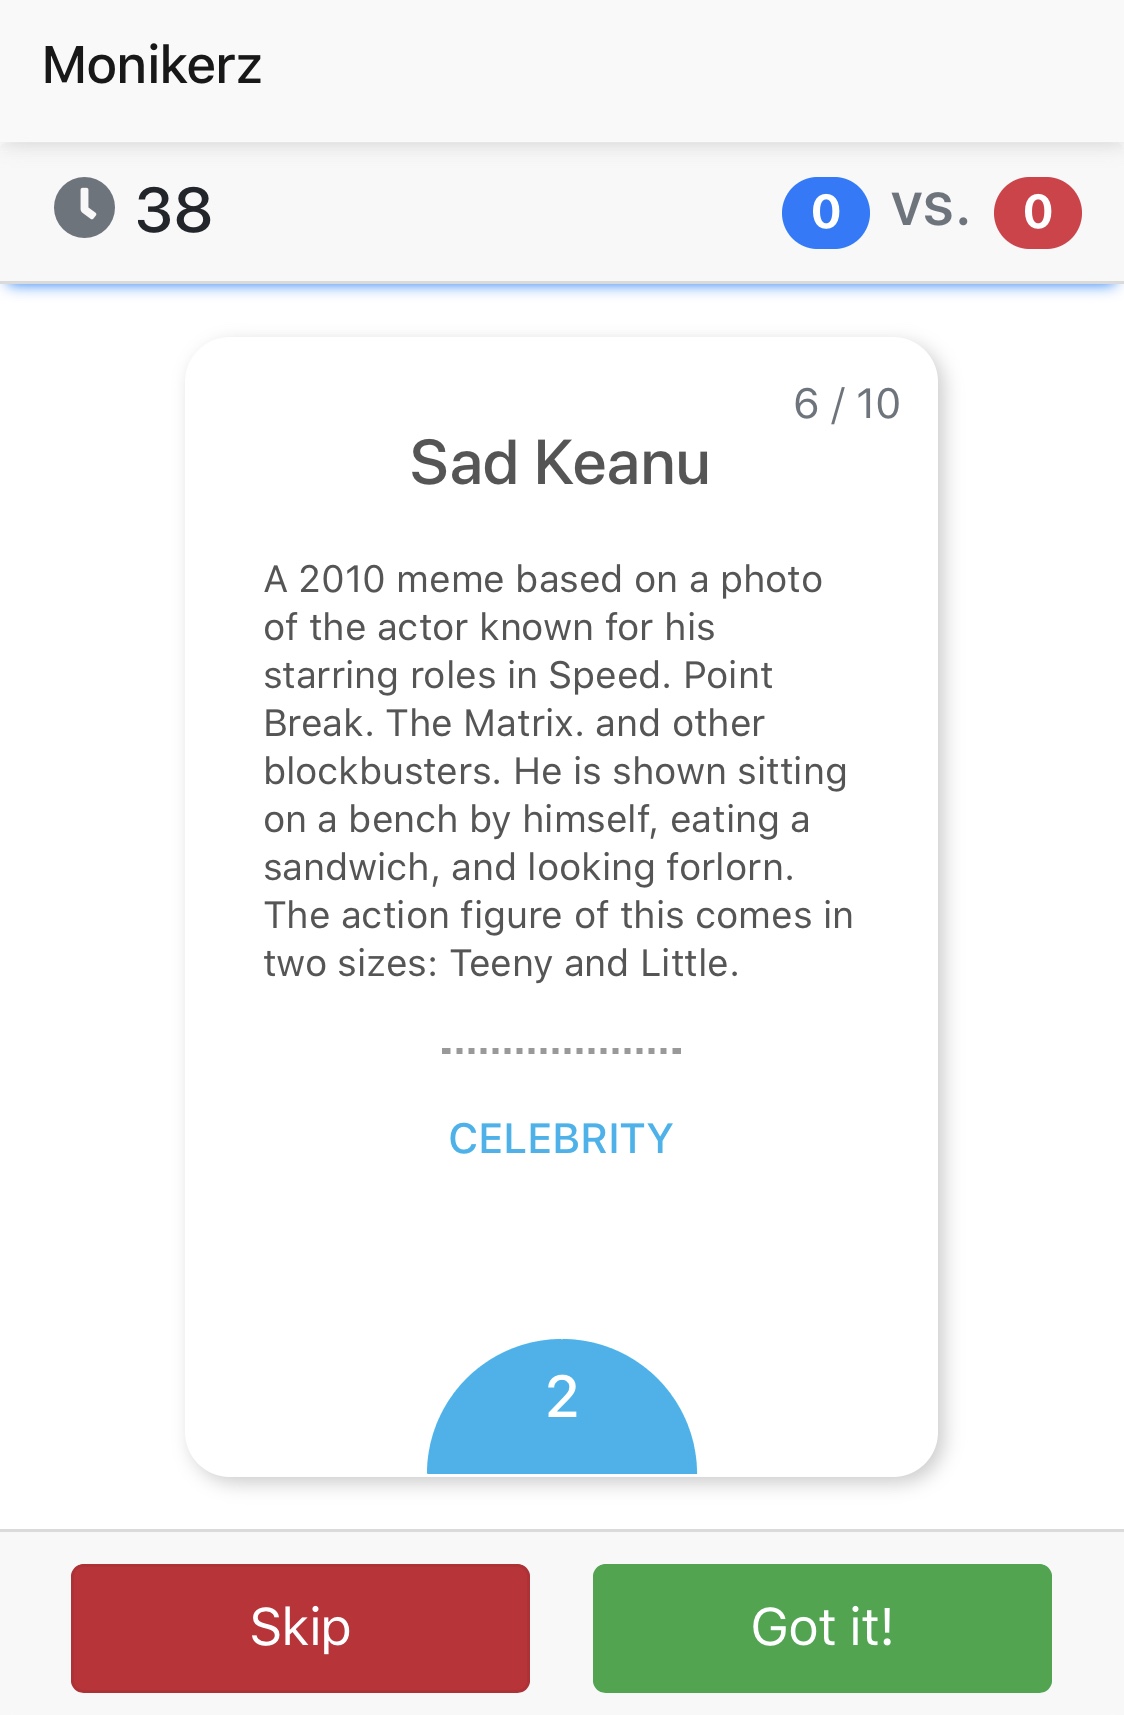 Monikerz
38
0 VS. 0
6 / 10
Sad Keanu
A 2010 meme based on a photo
of the actor known for his
starring roles in Speed. Point
Break. The Matrix. and other
blockbusters. He is shown sitting
on a bench by himself, eating a
sandwich, and looking forlorn.
The action figure of this comes in
two sizes: Teeny and Little.
CELEBRITY
2
Skip
Got it!